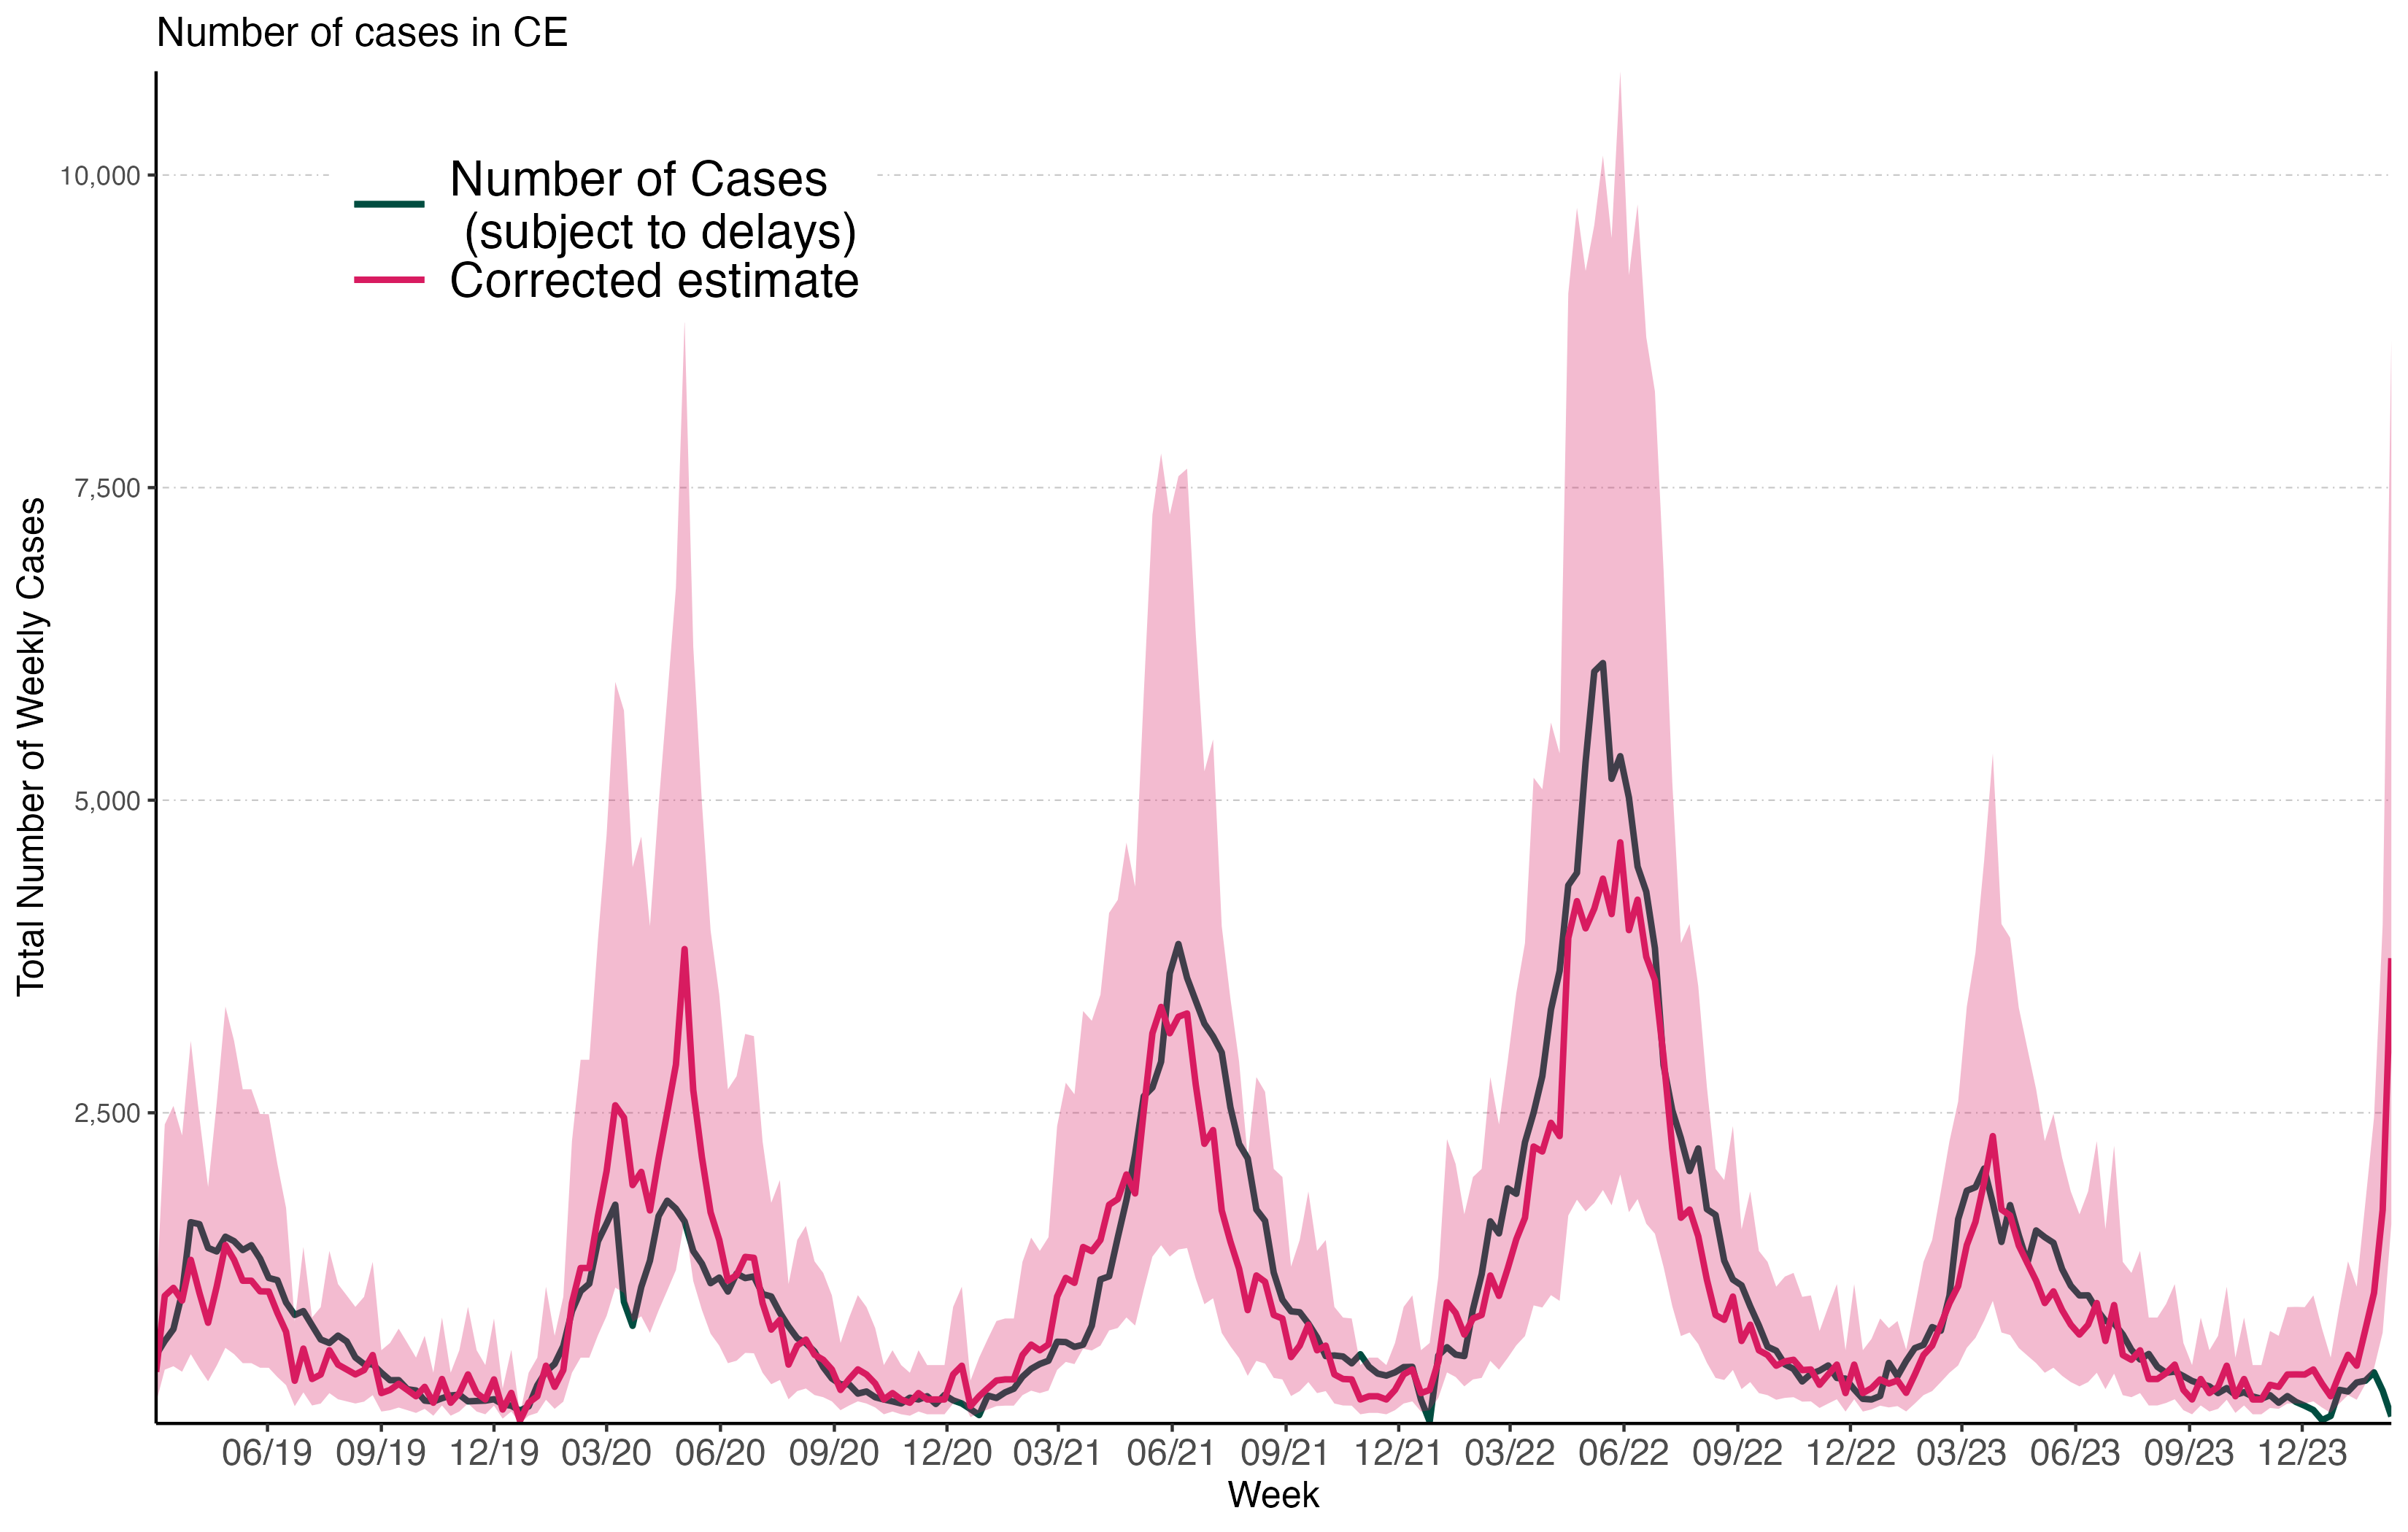 Number of cases in CE
10,000
7,500
5,000
2,500
Total Number of Weekly Cases
Number of Cases
(subject to delays)
Corrected estimate
06/19 09/19 12/19 03/20 06/20 09/20 12/20 03/21 06/21 09/21 12/21 03/22 06/22 09/22 12/22 03/23 06/23 09/23 12/23
Week